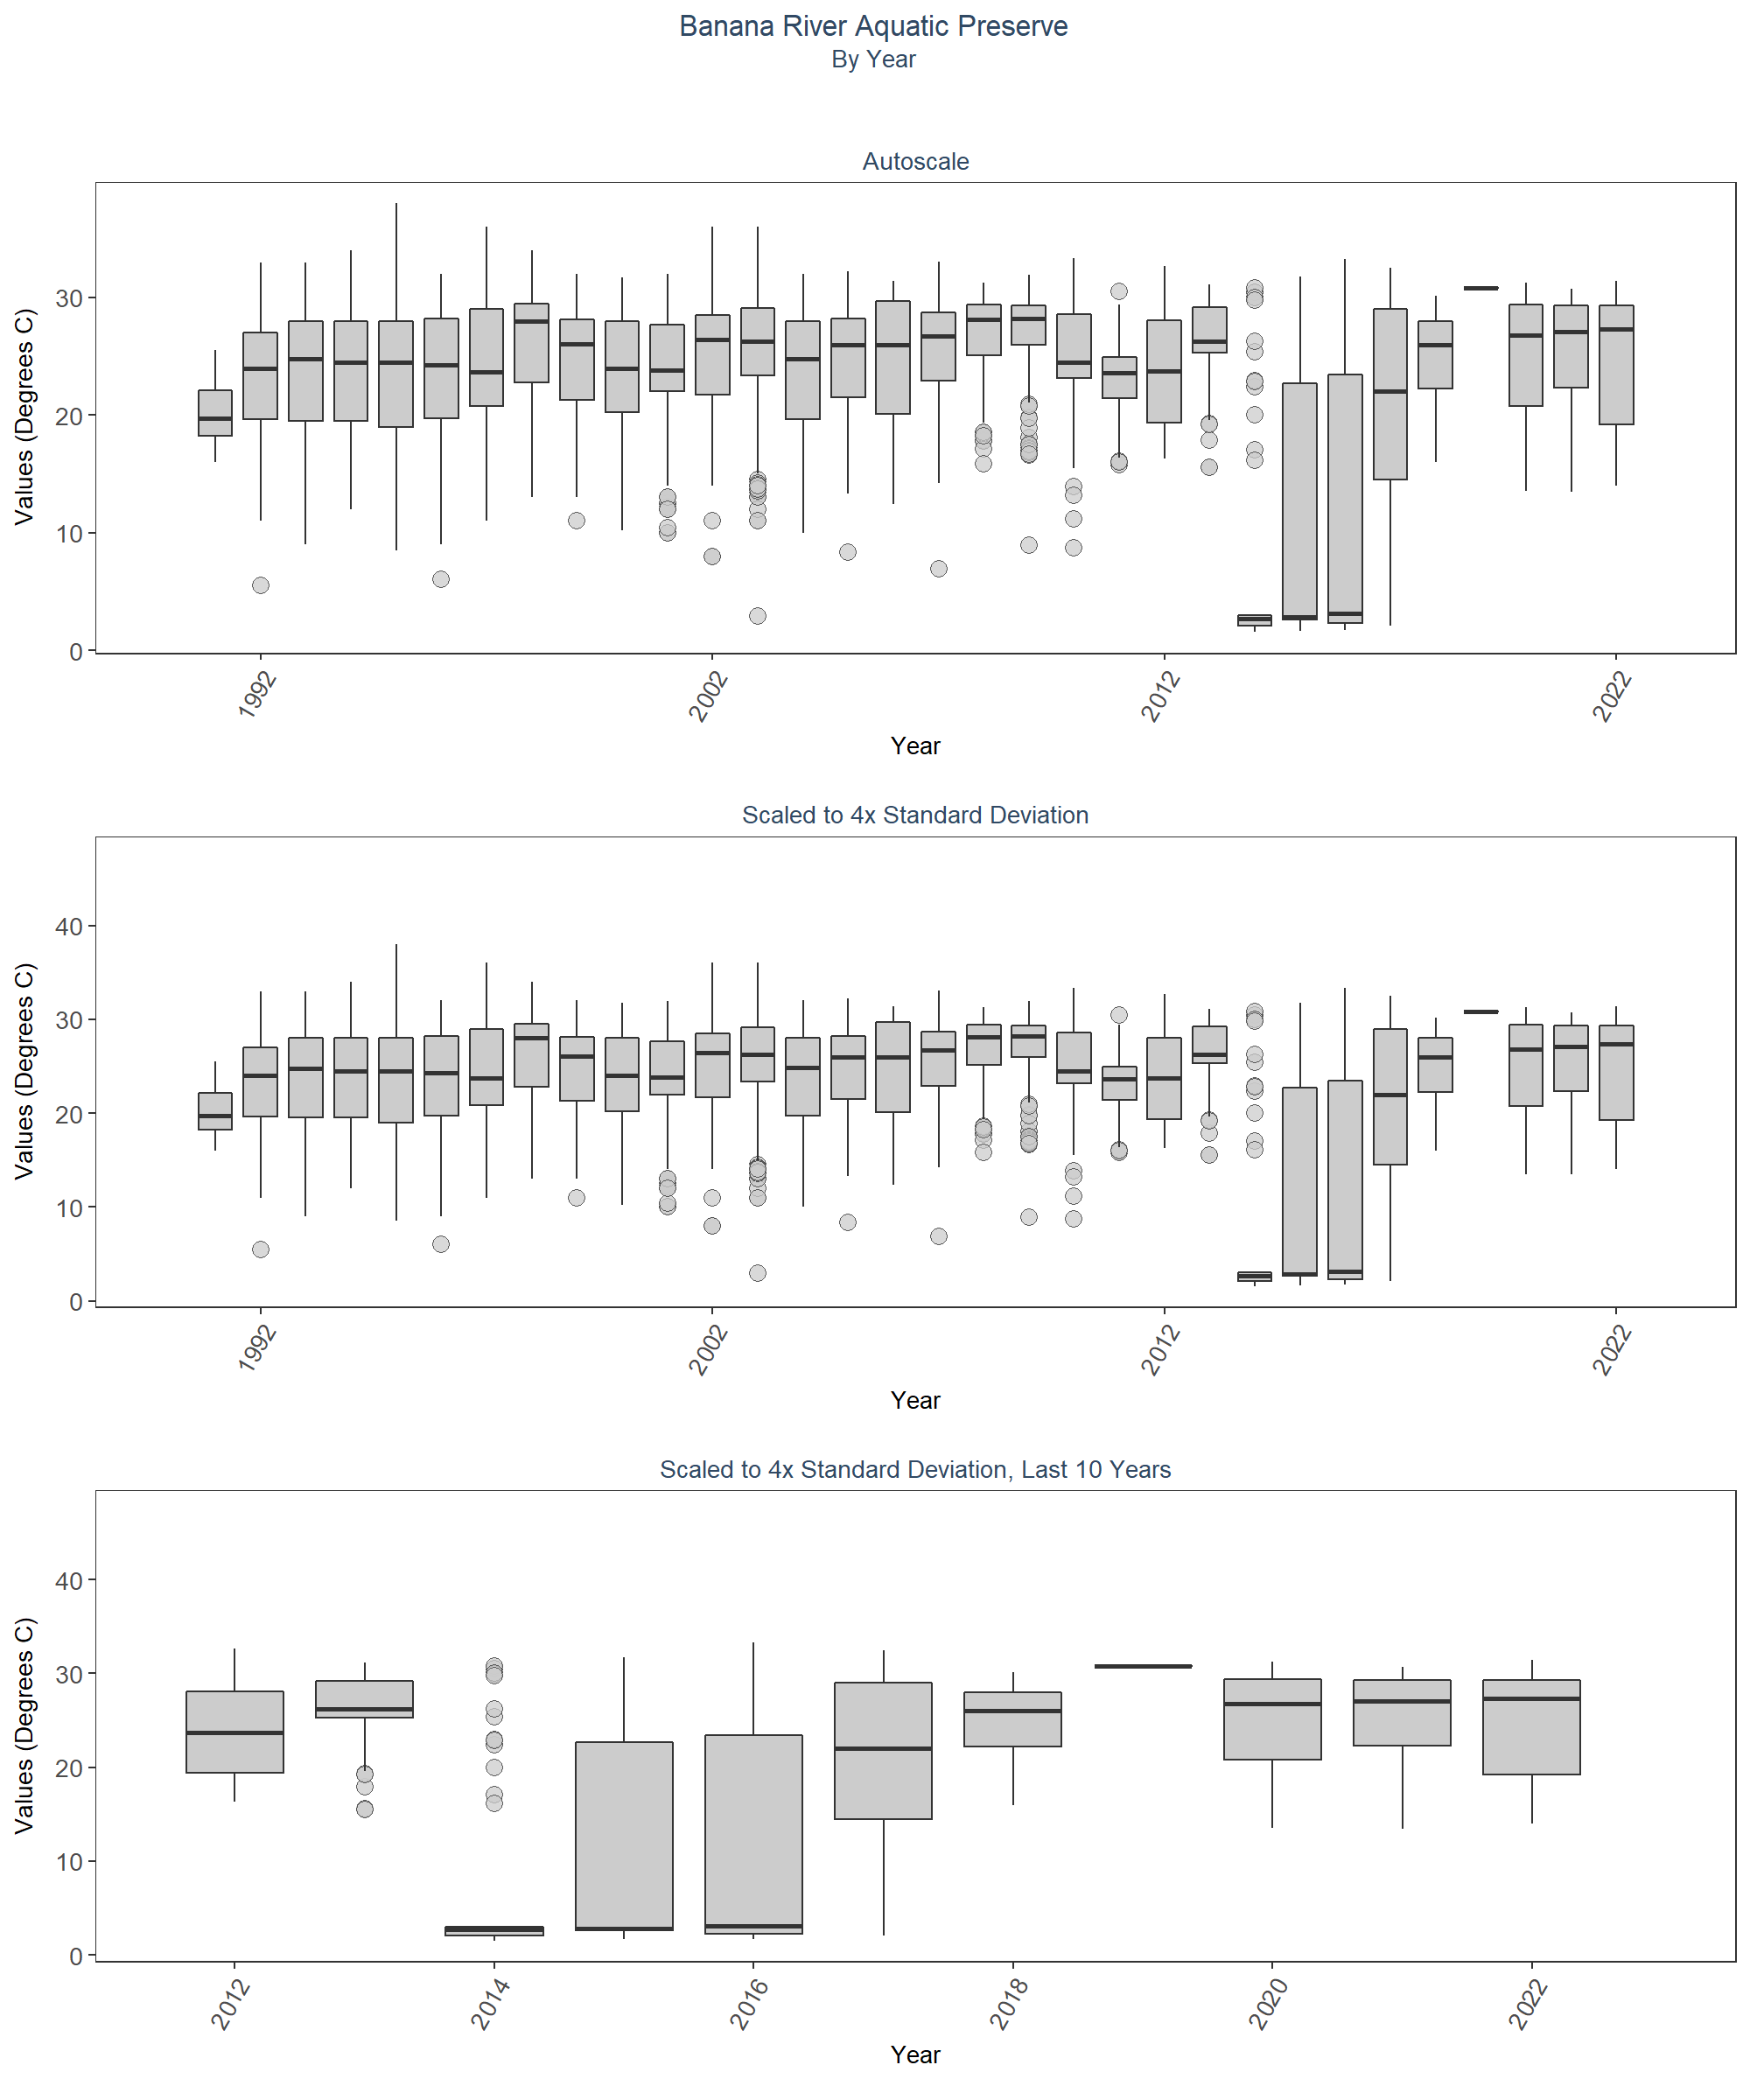 Banana River Aquatic Preserve
By Year
Autoscale
Values (Degrees C)
30
20
10
0
1992
2002
2012
2022
Year
Scaled to 4x Standard Deviation
Values (Degrees C)
40
30
20
10
0
1992
2002
2012
2022
Year
Scaled to 4x Standard Deviation, Last 10 Years
Values (Degrees C)
40
30
20
10
0
2012
2014
2016
2018
2020
2022
Year